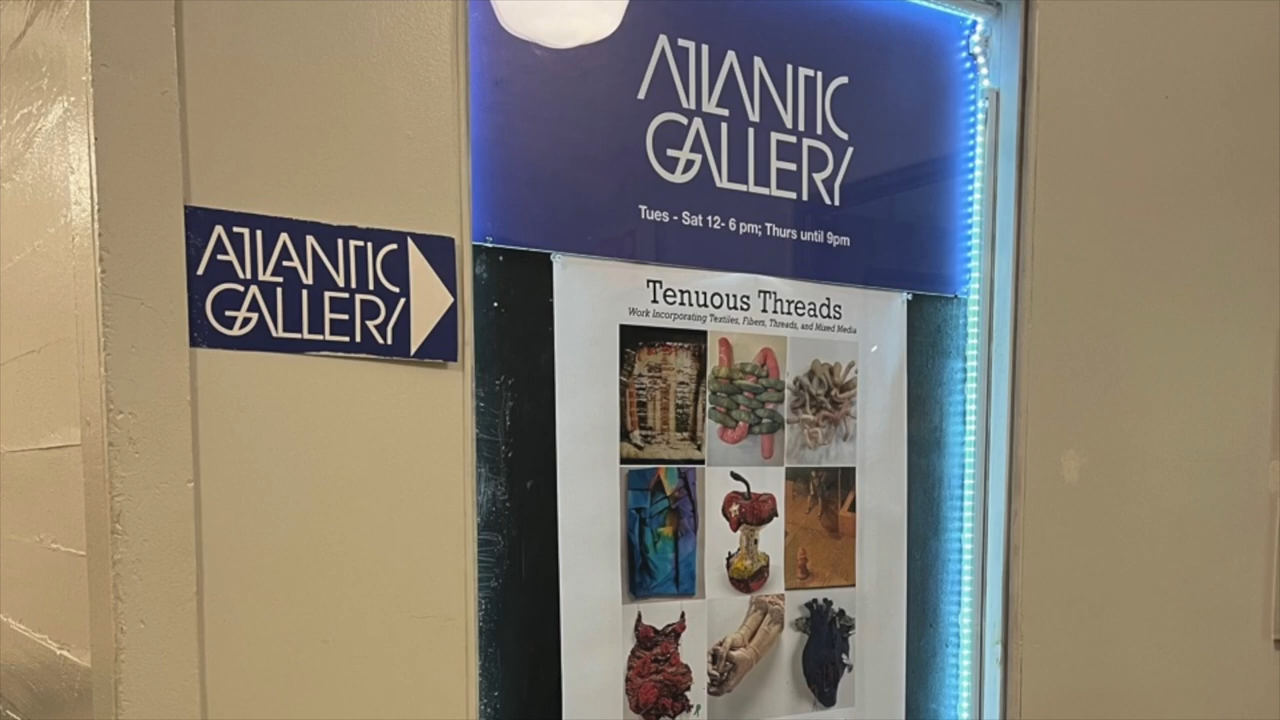 ATLANTIC
GALLERY
ATLANTIC
GALLERY
Tues - Sat 12- 6 pm; Thurs until 9pm
Tenuous Threads
Work Incorporating Textiles, Fibers, Threads, and Mixed Media